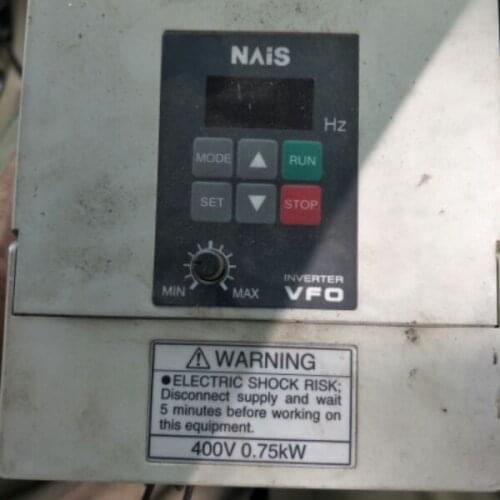 NAiS
Hz
MODE ▲ RUN
SET ▼ STOP
MIN MAX
INVERTER
VF0
⚠ WARNING
●ELECTRIC SHOCK RISK;
Disconnect supply and wait
5 minutes before working on
this equipment.
400V 0.75kW